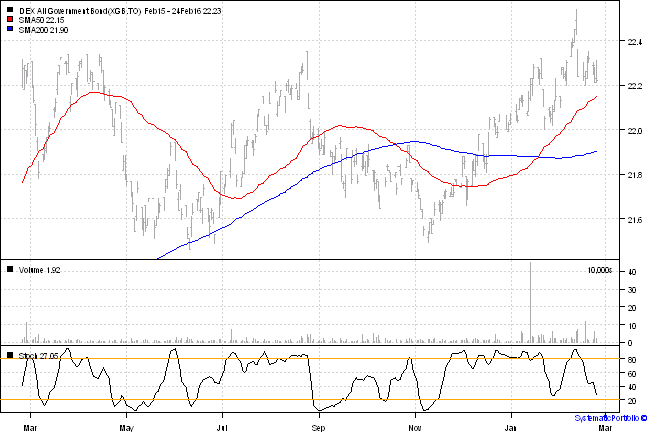 DEX All Government Bond(XGB.TO) Feb15 - 24Feb16 22.23
SMA50 22.15
SMA200 21.90
22.4
22.2
22.0
21.8
21.6
Volume 1.92
10,000s
40
30
20
10
0
Stoch 27.05
80
60
40
20
Mar May Jul Sep Nov Jan Mar
SystematicPortfolio ©